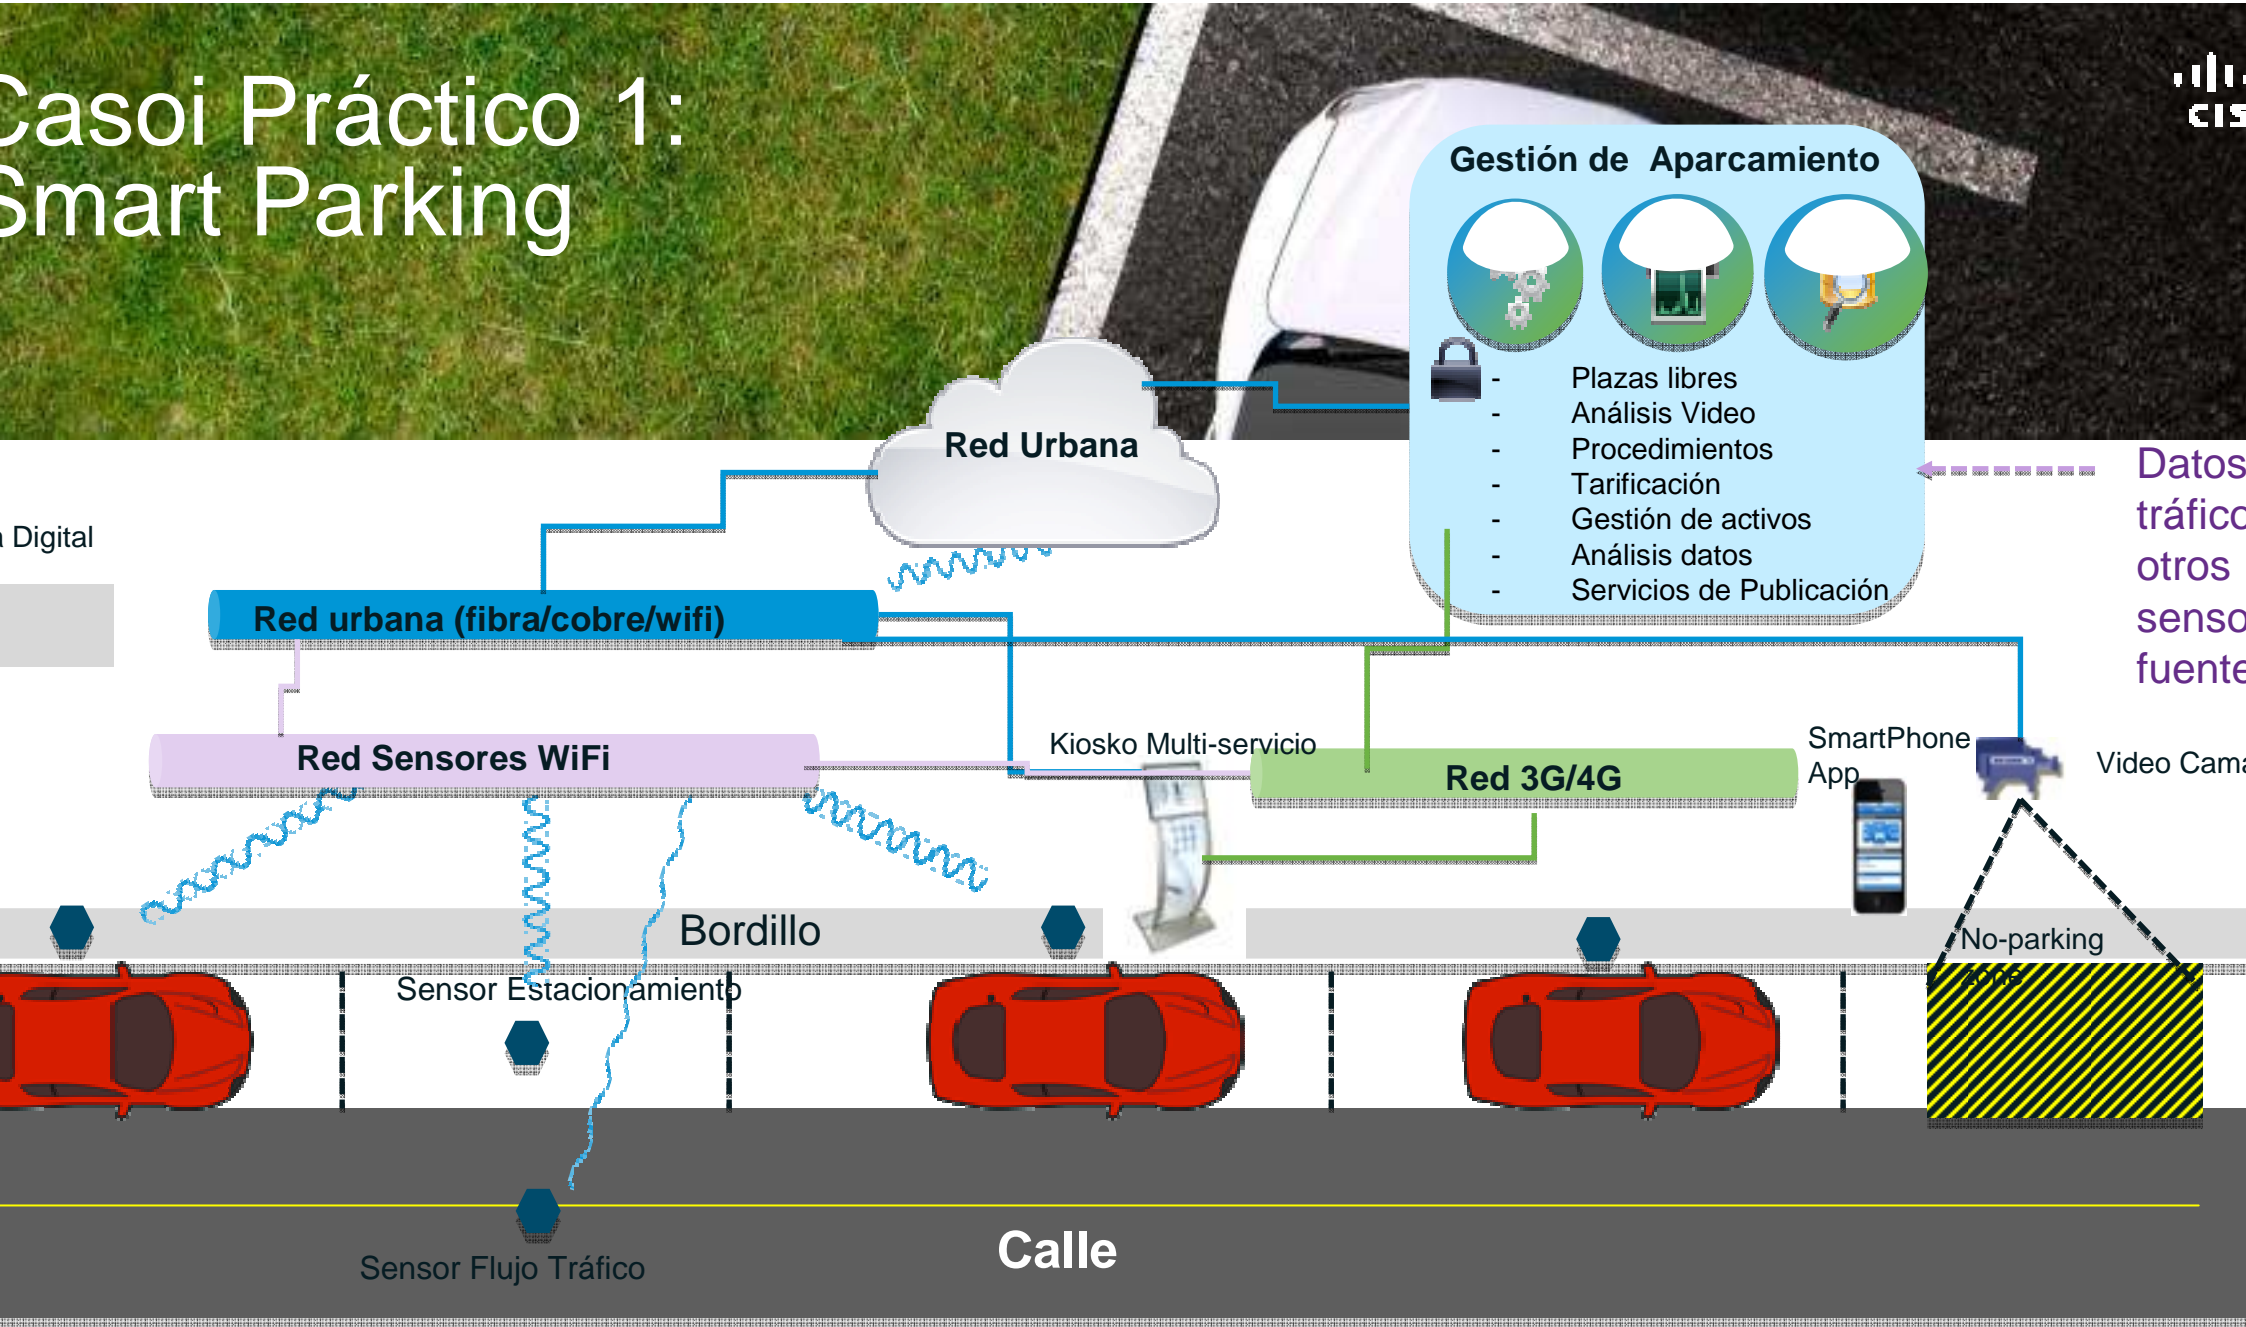 Casoi Práctico 1:
Smart Parking
CIS
Gestión de Aparcamiento
- Plazas libres
- Análisis Video
- Procedimientos
- Tarificación
- Gestión de activos
- Análisis datos
- Servicios de Publicación
Red Urbana
Datos
tráfico
otros
senso
fuente
a Digital
Red urbana (fibra/cobre/wifi)
Red Sensores WiFi
Kiosko Multi-servicio
Red 3G/4G
SmartPhone
App
Video Cama
Bordillo
No-parking
zone
Sensor Estacionamiento
Calle
Sensor Flujo Tráfico